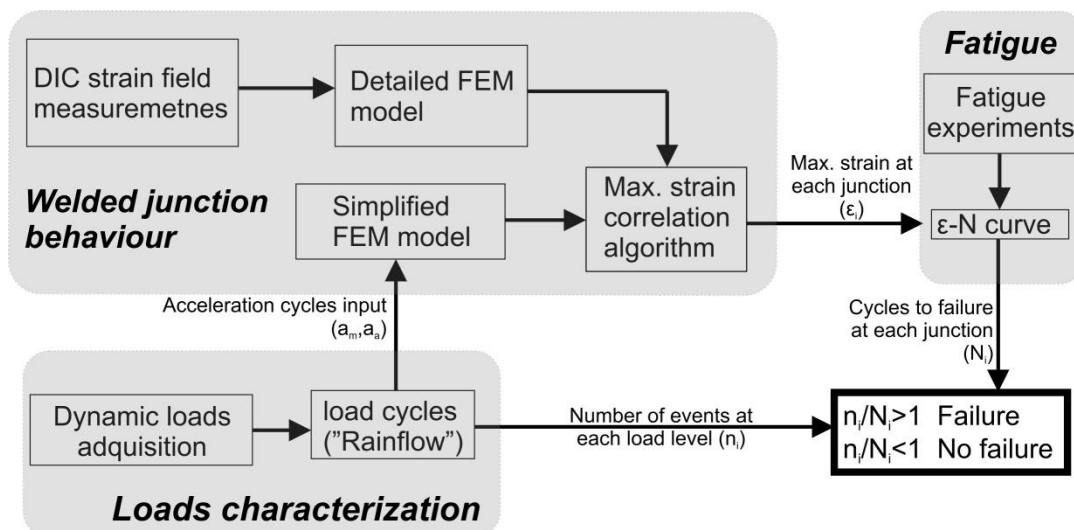 DIC strain field
measuremetnes
Detailed FEM
model
Welded junction
behaviour
Simplified
FEM model
Max. strain
correlation
algorithm
Max. strain at
each junction
(εᵢ)
Fatigue
Fatigue
experiments
ε-N curve
Acceleration cycles input
(aₘ,aₐ)
Cycles to failure
at each junction
(Nᵢ)
Dynamic loads
adquisition
load cycles
("Rainflow")
Number of events at
each load level (nᵢ)
nᵢ/Nᵢ>1 Failure
nᵢ/Nᵢ<1 No failure
Loads characterization